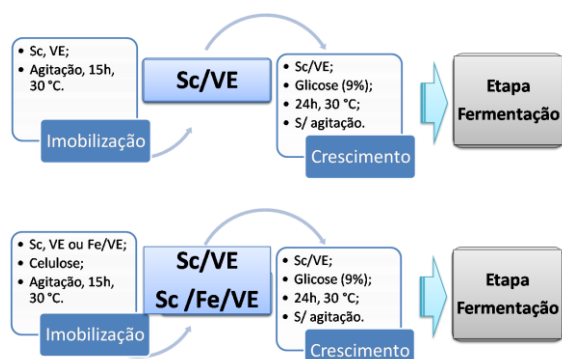 • Sc, VE;
• Agitação, 15h,
30 °C.
Imobilização
Sc/VE
• Sc/VE;
• Glicose (9%);
• 24h, 30 °C;
• S/ agitação.
Crescimento
Etapa
Fermentação
• Sc, VE ou Fe/VE;
• Celulose;
• Agitação, 15h,
30 °C.
Imobilização
Sc/VE
Sc /Fe/VE
• Sc/VE;
• Glicose (9%);
• 24h, 30 °C;
• S/ agitação.
Crescimento
Etapa
Fermentação